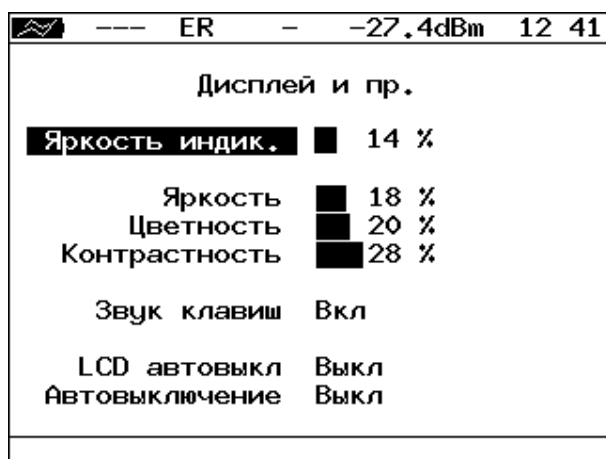 --- ER - -27.4dBm 12 41
Дисплей и пр.
Яркость индик. 14 %
Яркость 18 %
Цветность 20 %
Контрастность 28 %
Звук клавиш Вкл
LCD автовыкл Выкл
Автовыключение Выкл